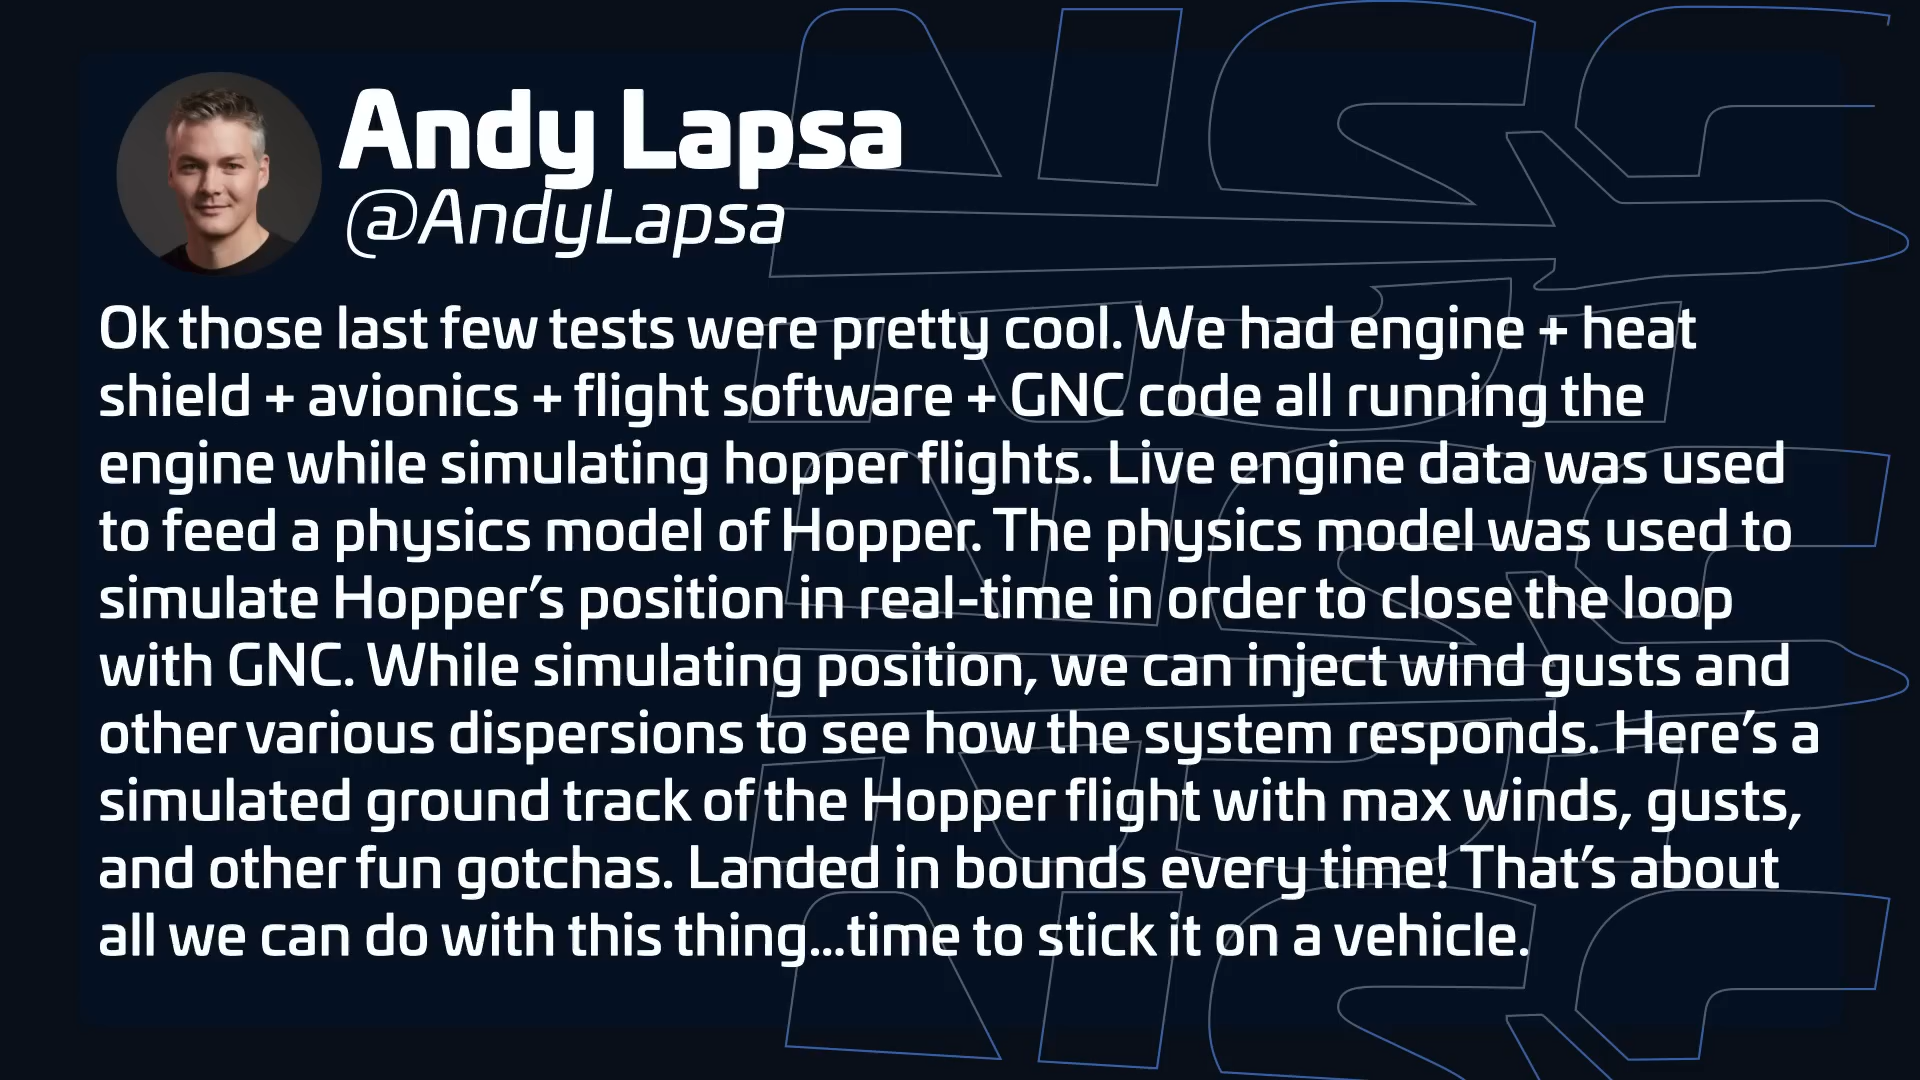 Andy Lapsa
@AndyLapsa
Ok those last few tests were pretty cool. We had engine + heat
shield + avionics + flight software + GNC code all running the
engine while simulating hopper flights. Live engine data was used
to feed a physics model of Hopper. The physics model was used to
simulate Hopper’s position in real-time in order to close the loop
with GNC. While simulating position, we can inject wind gusts and
other various dispersions to see how the system responds. Here’s a
simulated ground track of the Hopper flight with max winds, gusts,
and other fun gotchas. Landed in bounds every time! That’s about
all we can do with this thing...time to stick it on a vehicle.